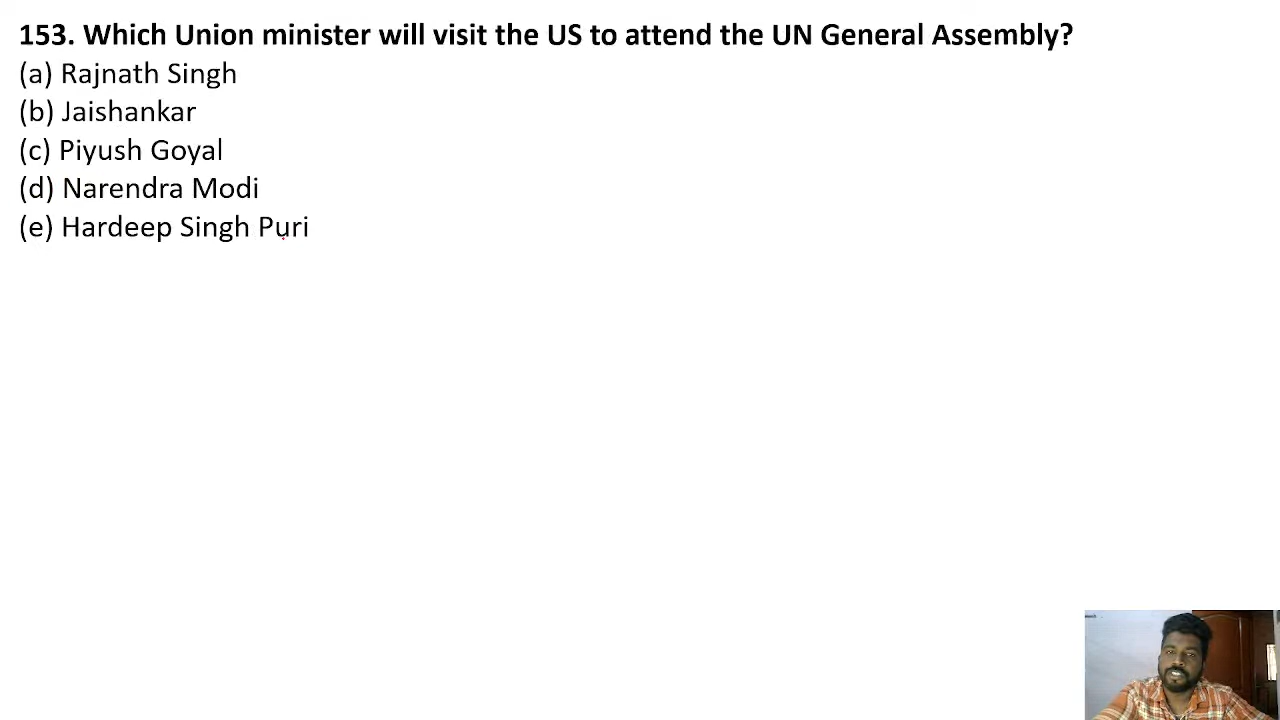 153. Which Union minister will visit the US to attend the UN General Assembly?
(a) Rajnath Singh
(b) Jaishankar
(c) Piyush Goyal
(d) Narendra Modi
(e) Hardeep Singh Puri